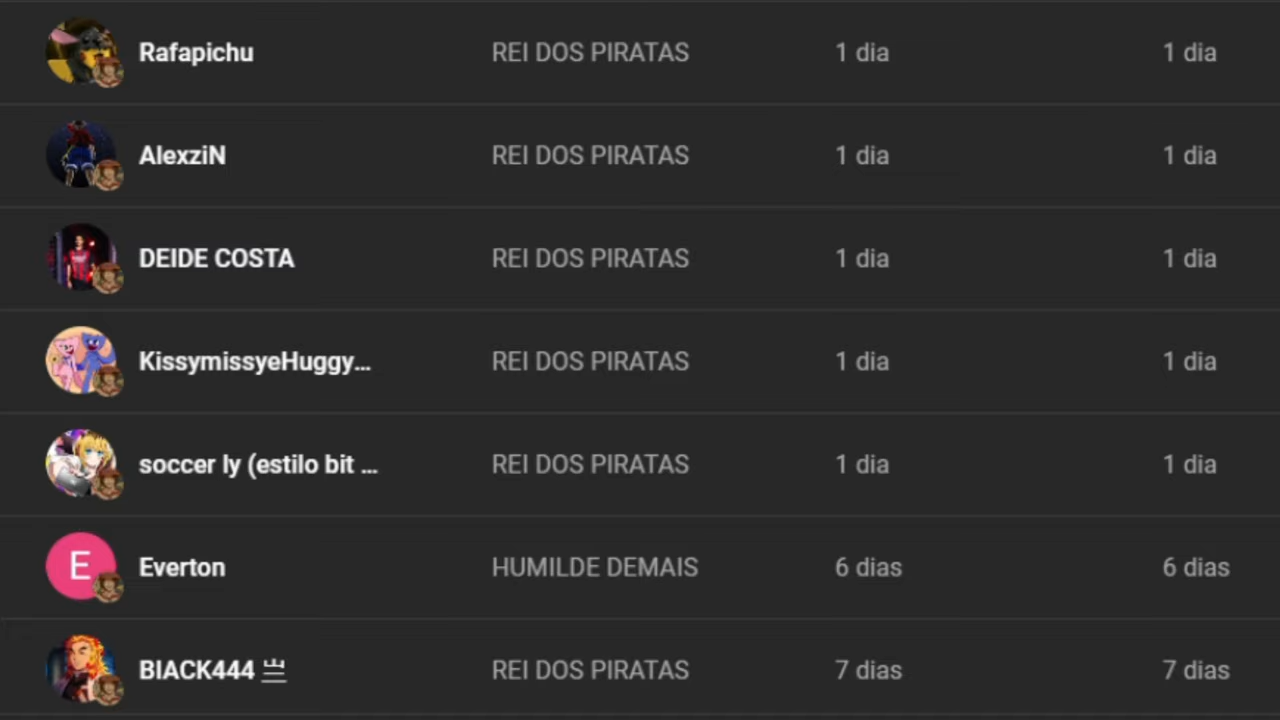 Rafapichu REI DOS PIRATAS 1 dia 1 dia
AlexziN REI DOS PIRATAS 1 dia 1 dia
DEIDE COSTA REI DOS PIRATAS 1 dia 1 dia
KissymissyeHuggy... REI DOS PIRATAS 1 dia 1 dia
soccer ly (estilo bit ... REI DOS PIRATAS 1 dia 1 dia
E Everton HUMILDE DEMAIS 6 dias 6 dias
BIACK444 REI DOS PIRATAS 7 dias 7 dias